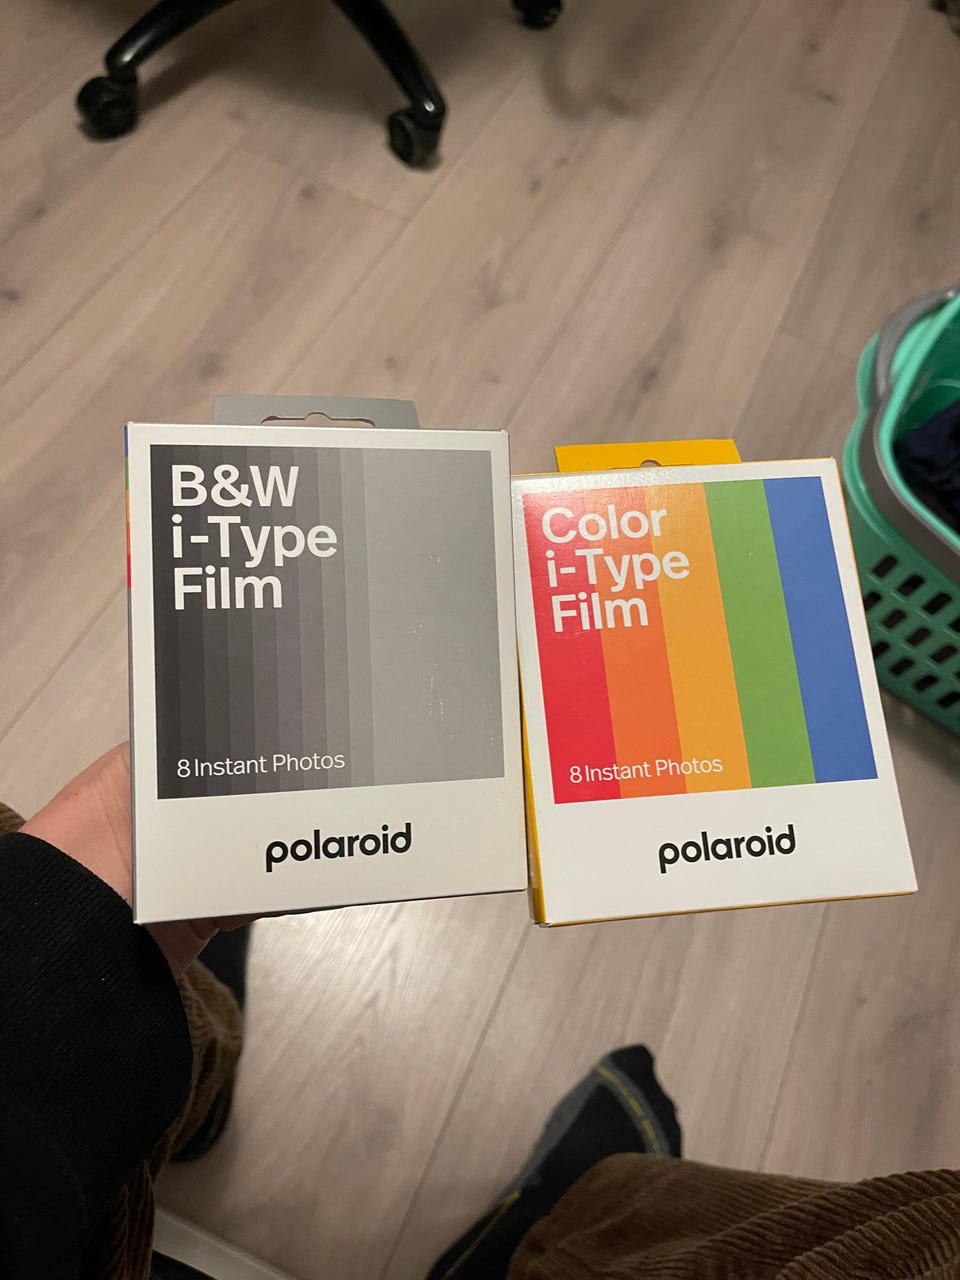 B&W
i-Type
Film
8 Instant Photos
polaroid
Color
i-Type
Film
8 Instant Photos
polaroid